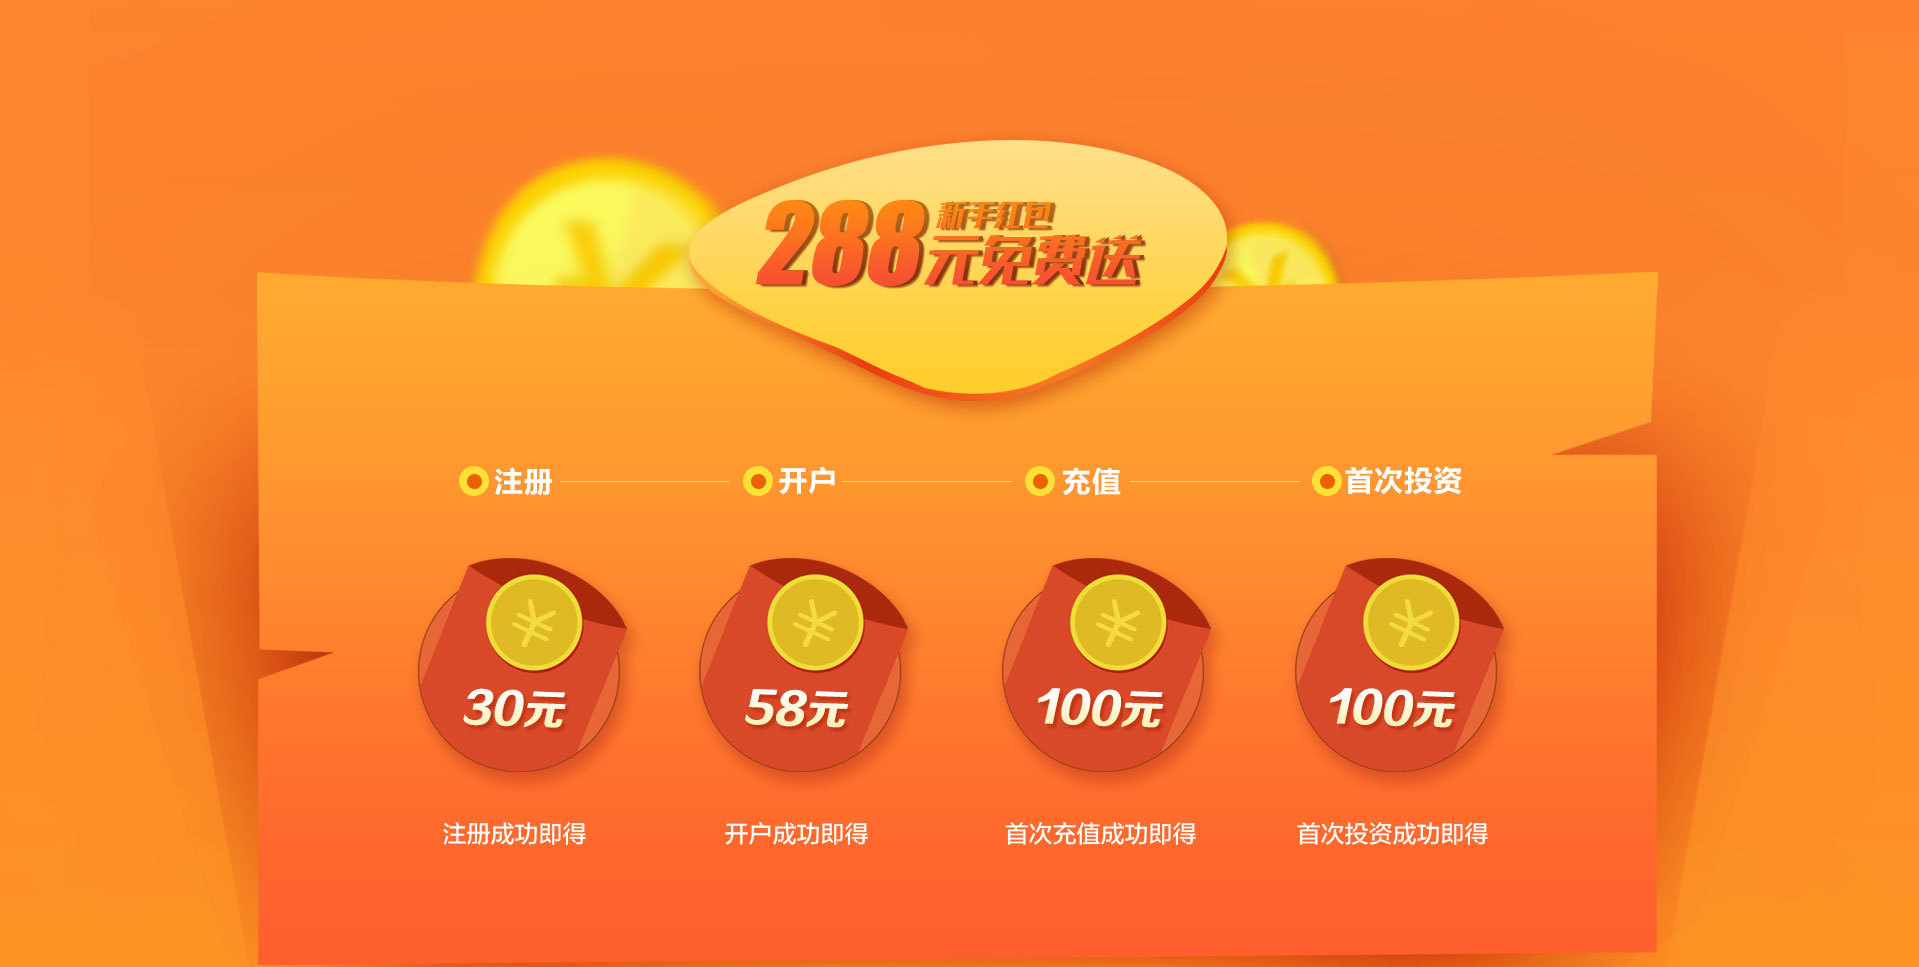 新手红包
288元免费送
注册
开户
充值
首次投资
30元
58元
100元
100元
注册成功即得
开户成功即得
首次充值成功即得
首次投资成功即得